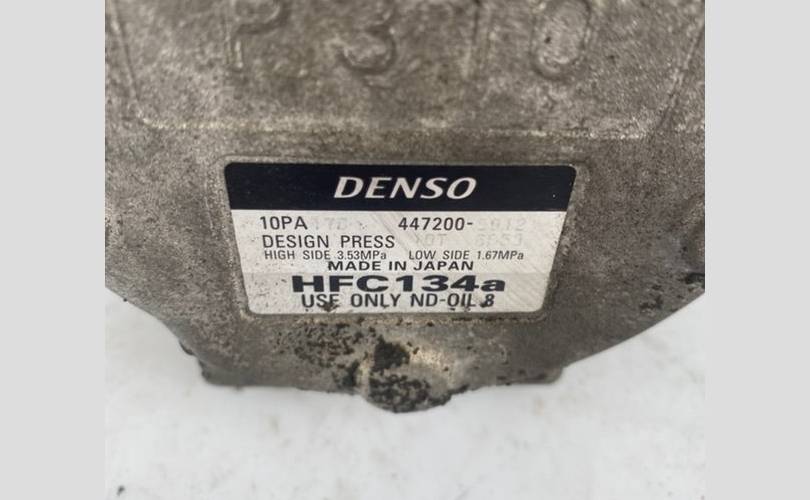 P310
DENSO
10PA 447200-
DESIGN PRESS
HIGH SIDE 3.53MPa LOW SIDE 1.67MPa
MADE IN JAPAN
HFC134a
USE ONLY ND-OIL 8